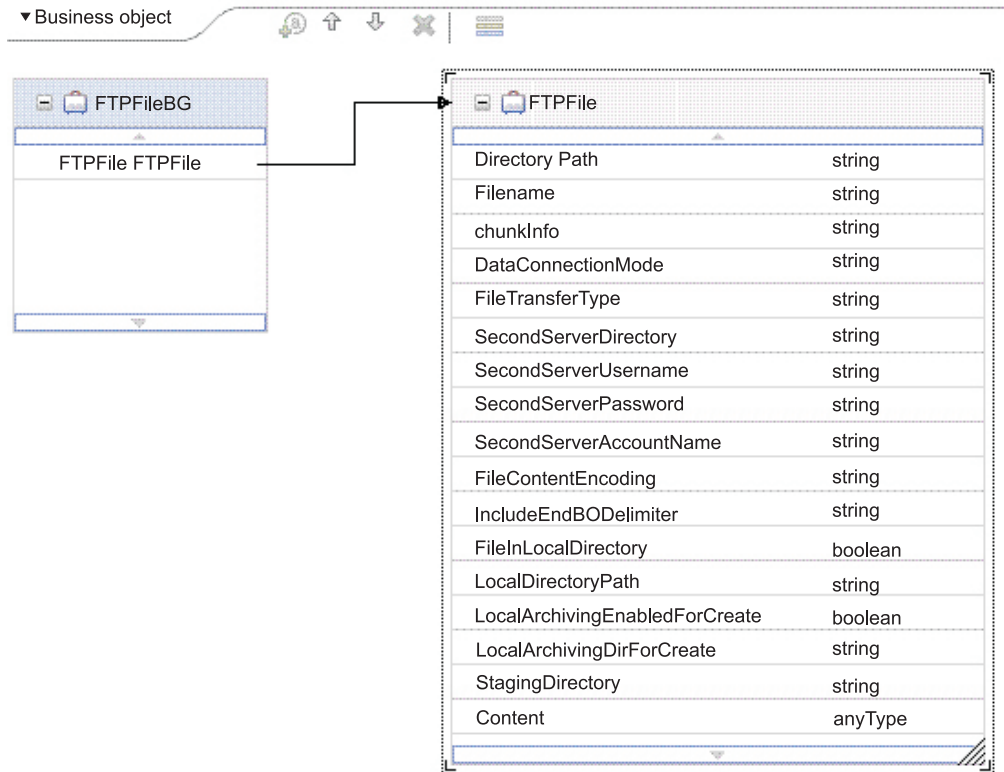 Business object
FTPFileBG
FTPFile FTPFile
FTPFile
Directory Path string
Filename string
chunkInfo string
DataConnectionMode string
FileTransferType string
SecondServerDirectory string
SecondServerUsername string
SecondServerPassword string
SecondServerAccountName string
FileContentEncoding string
IncludeEndBODelimiter string
FileInLocalDirectory boolean
LocalDirectoryPath string
LocalArchivingEnabledForCreate boolean
LocalArchivingDirForCreate string
StagingDirectory string
Content anyType